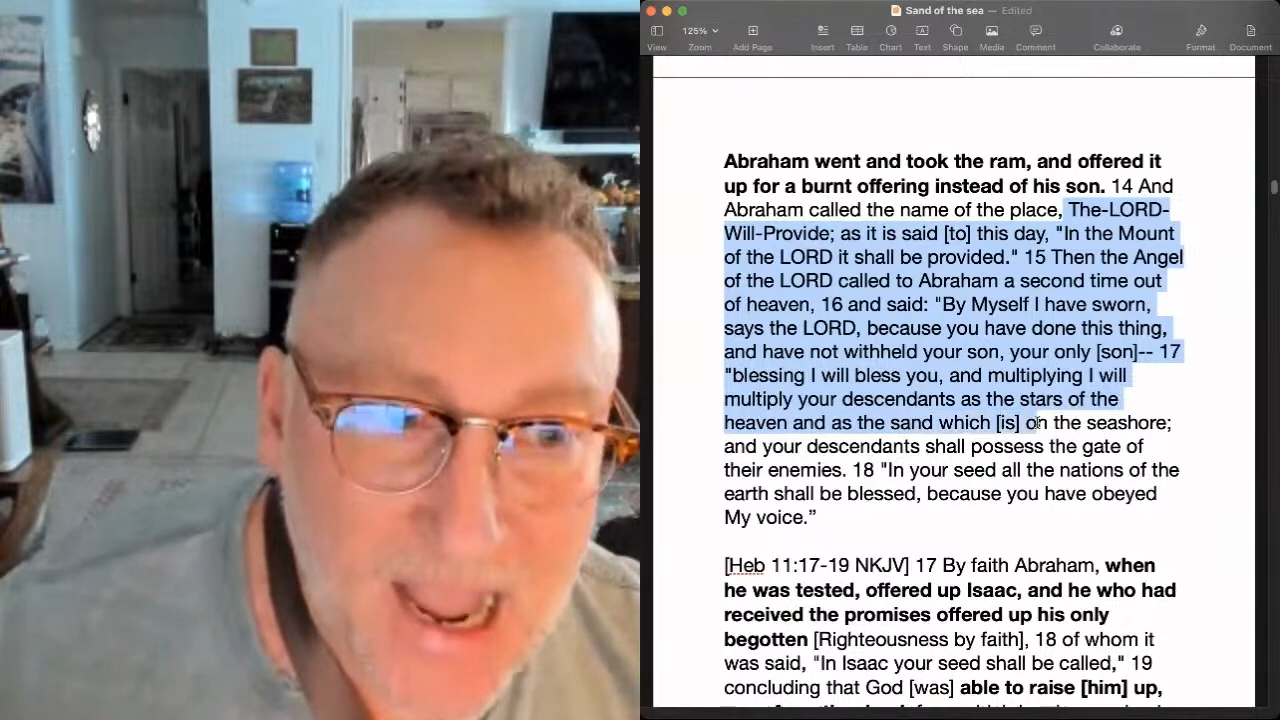 Sand of the sea — Edited
125%
View Zoom Add Page Insert Table Chart Text Shape Media Comment Collaborate Format Document
Abraham went and took the ram, and offered it
up for a burnt offering instead of his son. 14 And
Abraham called the name of the place, The-LORD-
Will-Provide; as it is said [to] this day, "In the Mount
of the LORD it shall be provided." 15 Then the Angel
of the LORD called to Abraham a second time out
of heaven, 16 and said: "By Myself I have sworn,
says the LORD, because you have done this thing,
and have not withheld your son, your only [son]-- 17
"blessing I will bless you, and multiplying I will
multiply your descendants as the stars of the
heaven and as the sand which [is] on the seashore;
and your descendants shall possess the gate of
their enemies. 18 "In your seed all the nations of the
earth shall be blessed, because you have obeyed
My voice.”
[Heb 11:17-19 NKJV] 17 By faith Abraham, when
he was tested, offered up Isaac, and he who had
received the promises offered up his only
begotten [Righteousness by faith], 18 of whom it
was said, "In Isaac your seed shall be called," 19
concluding that God [was] able to raise [him] up,